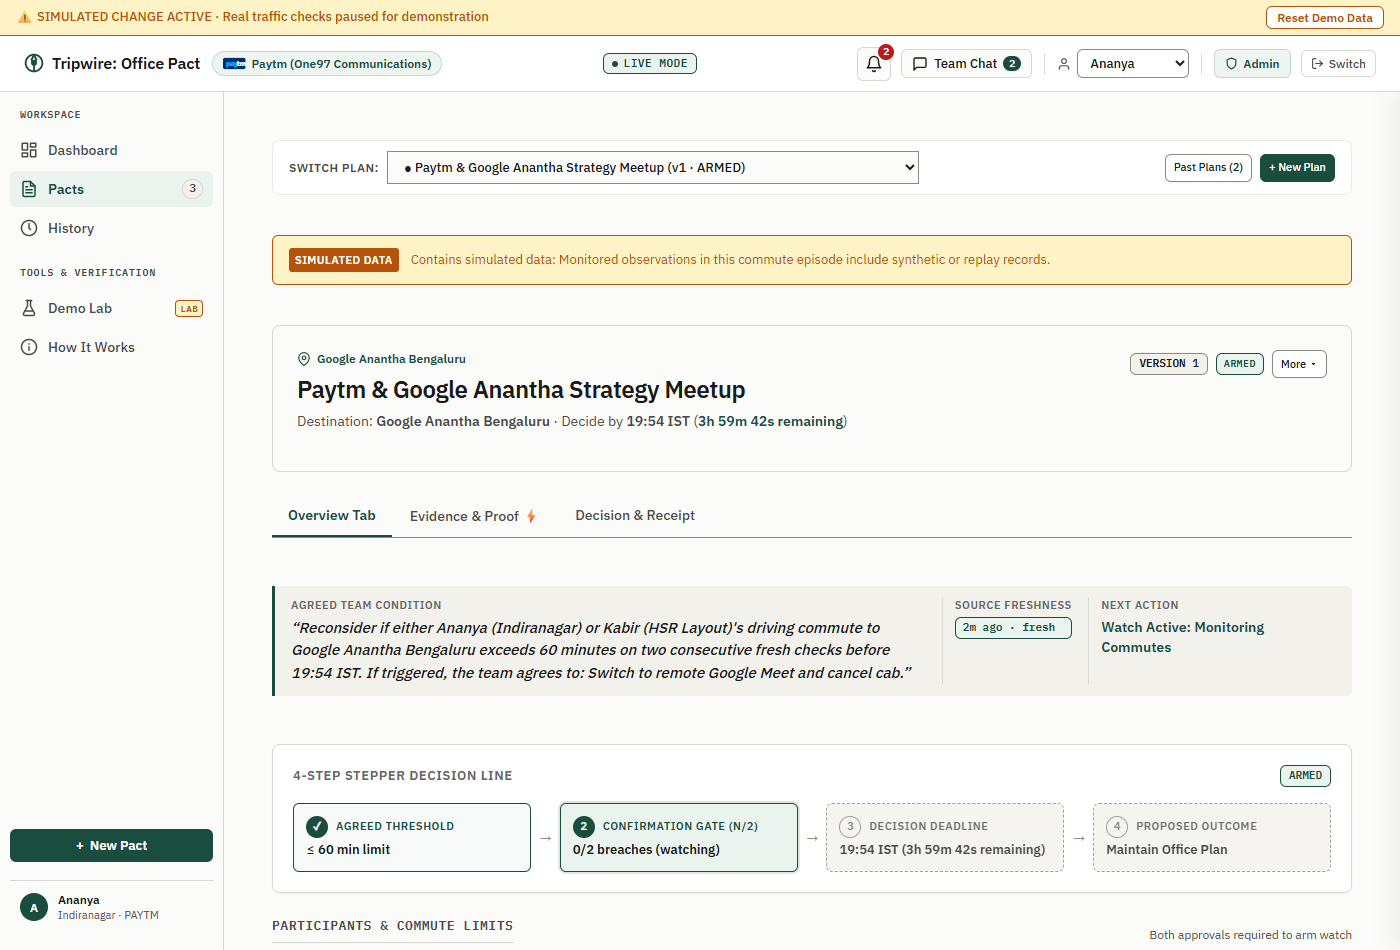 SIMULATED CHANGE ACTIVE · Real traffic checks paused for demonstration
Reset Demo Data
Tripwire: Office Pact
paytm
Paytm (One97 Communications)
● LIVE MODE
2
Team Chat 2
Ananya
Admin
Switch
WORKSPACE
Dashboard
Pacts 3
History
TOOLS & VERIFICATION
Demo Lab LAB
How It Works
+ New Pact
A
Ananya
Indiranagar · PAYTM
SWITCH PLAN:
● Paytm & Google Anantha Strategy Meetup (v1 · ARMED)
Past Plans (2)
+ New Plan
SIMULATED DATA
Contains simulated data: Monitored observations in this commute episode include synthetic or replay records.
Google Anantha Bengaluru
Paytm & Google Anantha Strategy Meetup
Destination: Google Anantha Bengaluru · Decide by 19:54 IST (3h 59m 42s remaining)
VERSION 1
ARMED
More
Overview Tab
Evidence & Proof
Decision & Receipt
AGREED TEAM CONDITION
“Reconsider if either Ananya (Indiranagar) or Kabir (HSR Layout)'s driving commute to
Google Anantha Bengaluru exceeds 60 minutes on two consecutive fresh checks before
19:54 IST. If triggered, the team agrees to: Switch to remote Google Meet and cancel cab.”
SOURCE FRESHNESS
2m ago · fresh
NEXT ACTION
Watch Active: Monitoring
Commutes
4-STEP STEPPER DECISION LINE
ARMED
✓ AGREED THRESHOLD
≤ 60 min limit
→
2 CONFIRMATION GATE (N/2)
0/2 breaches (watching)
→
3 DECISION DEADLINE
19:54 IST (3h 59m 42s remaining)
→
4 PROPOSED OUTCOME
Maintain Office Plan
PARTICIPANTS & COMMUTE LIMITS
Both approvals required to arm watch